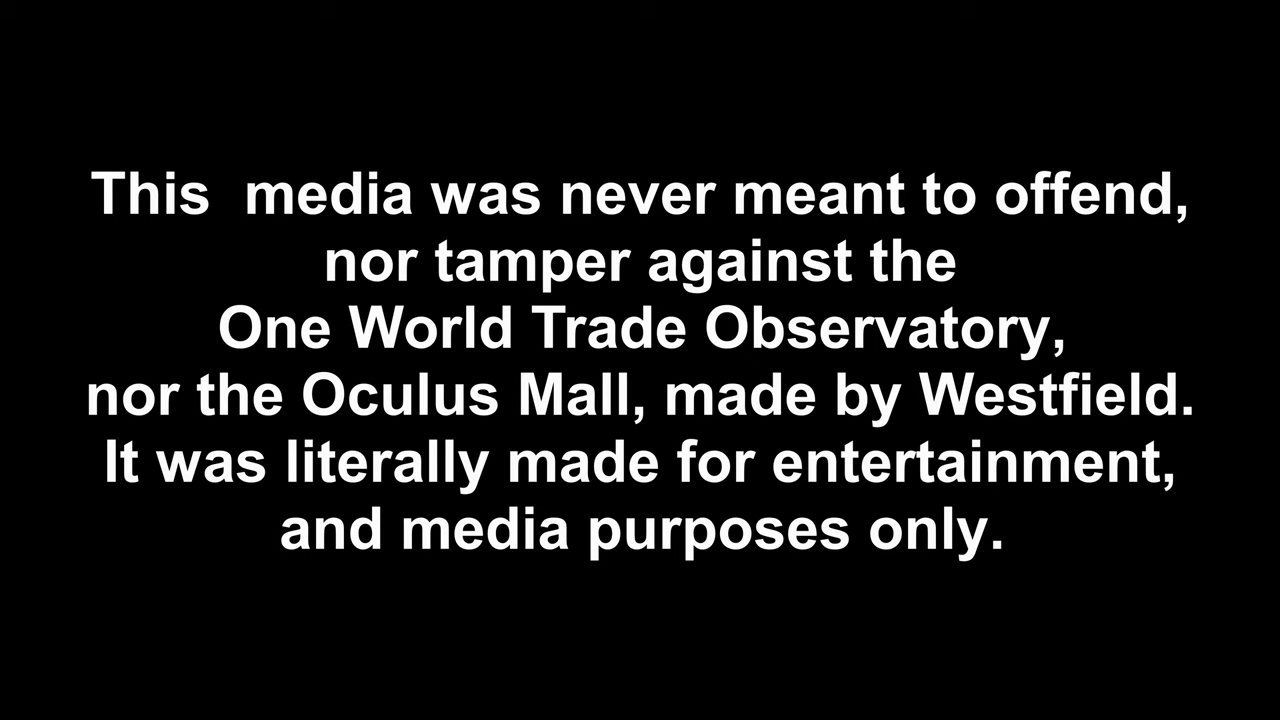 This  media was never meant to offend,
nor tamper against the
One World Trade Observatory,
nor the Oculus Mall, made by Westfield.
It was literally made for entertainment,
and media purposes only.